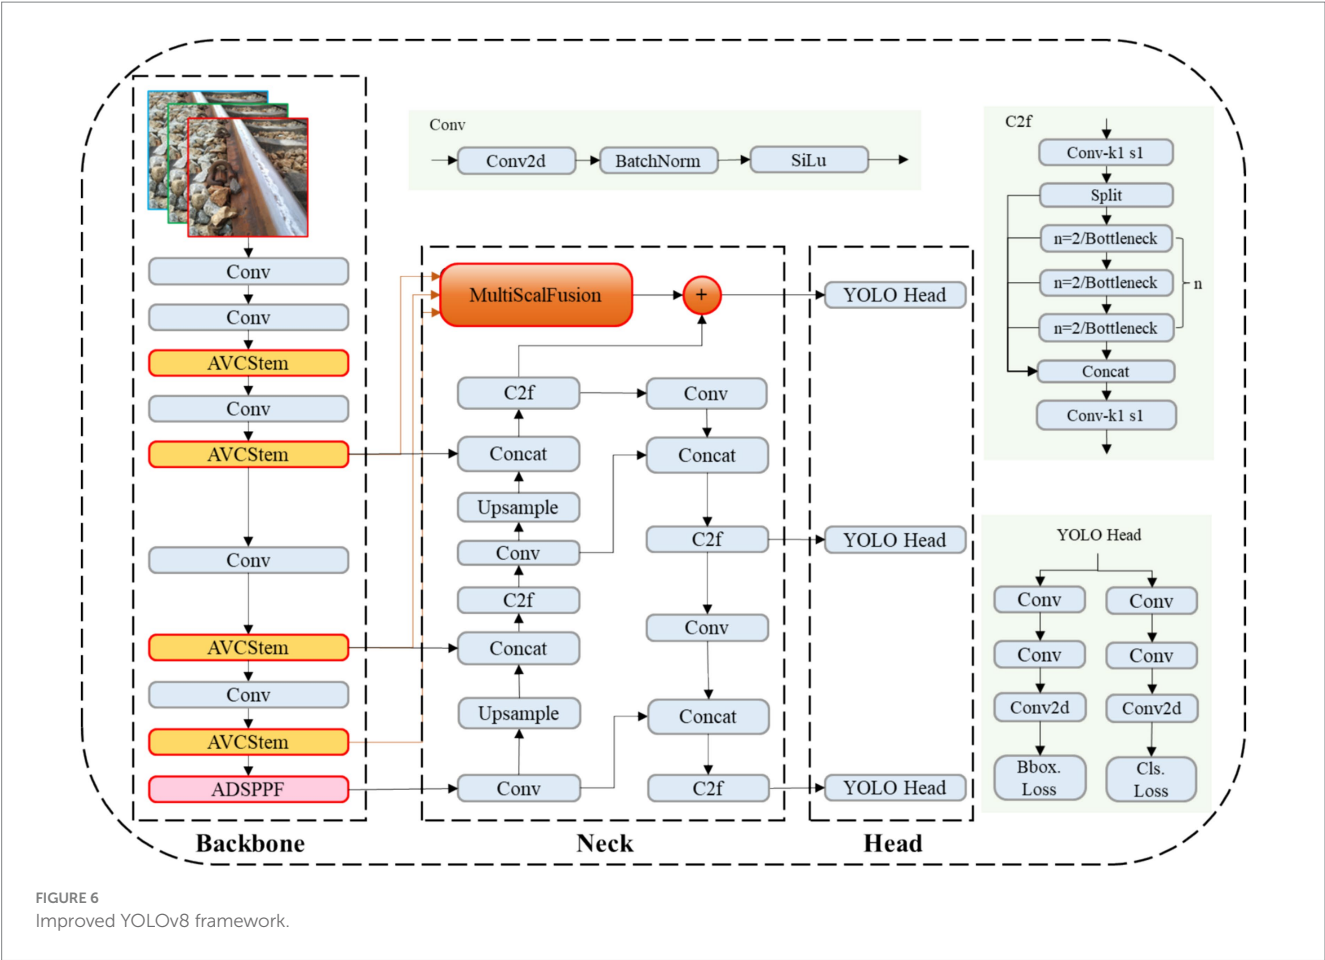 Conv
Conv2d
BatchNorm
SiLu
C2f
Conv-k1 s1
Split
n=2/Bottleneck
n=2/Bottleneck
n
n=2/Bottleneck
Concat
Conv-k1 s1
Conv
Conv
AVCStem
Conv
AVCStem
Conv
AVCStem
Conv
AVCStem
ADSPPF
Backbone
MultiScalFusion
+
C2f
Concat
Upsample
Conv
C2f
Concat
Upsample
Conv
Conv
Concat
C2f
Conv
Concat
C2f
Neck
YOLO Head
YOLO Head
YOLO Head
Head
YOLO Head
Conv
Conv
Conv
Conv
Conv2d
Conv2d
Bbox.
Loss
Cls.
Loss
FIGURE 6
Improved YOLOv8 framework.